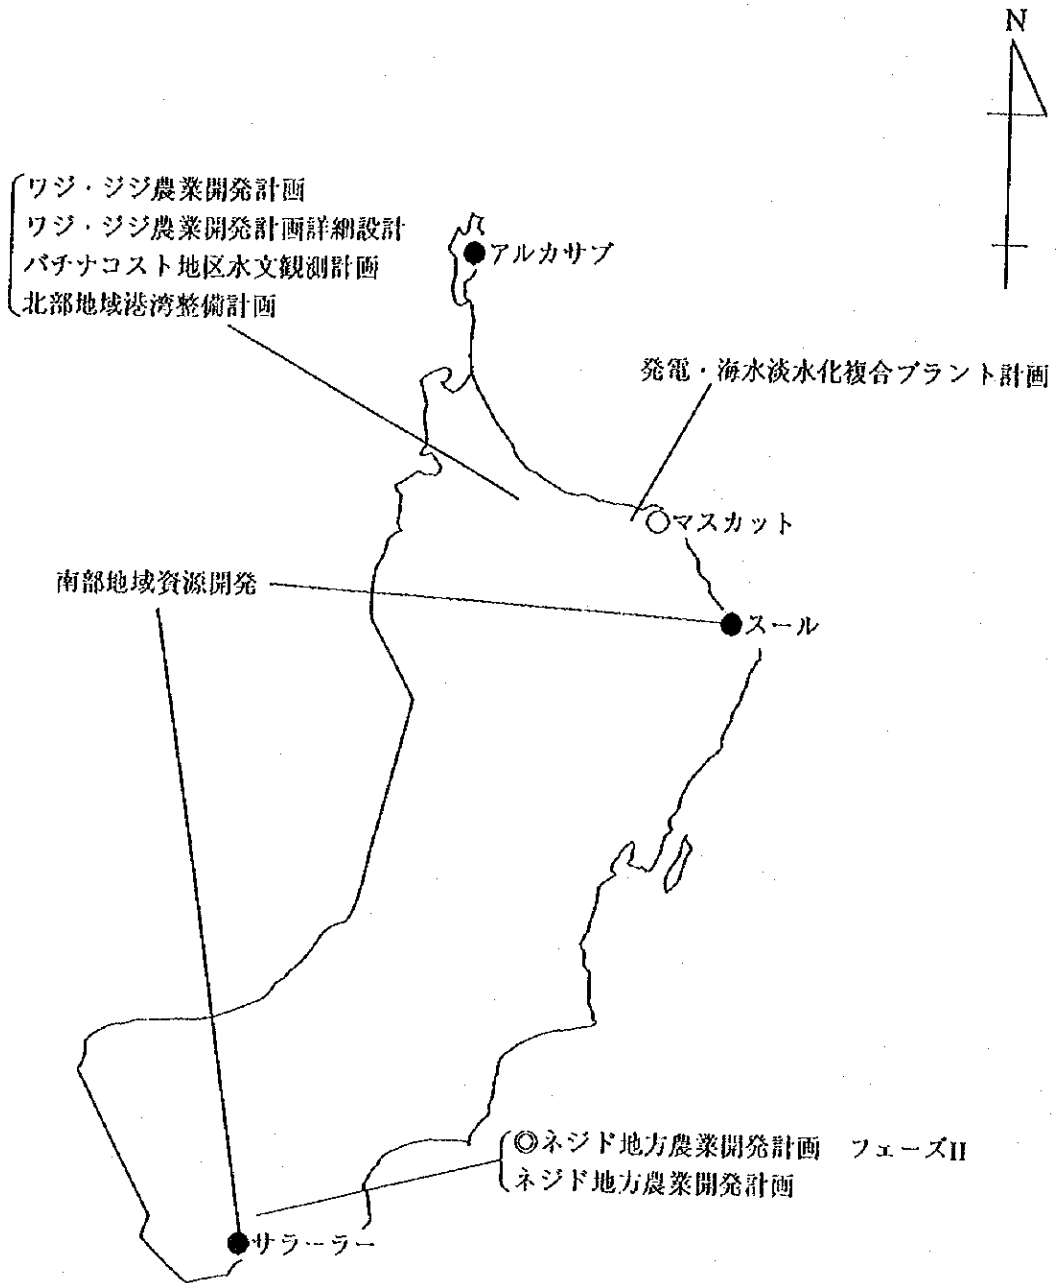 N
ワジ・ジジ農業開発計画
ワジ・ジジ農業開発計画詳細設計
バチナコスト地区水文観測計画
北部地域港湾整備計画
アルカサブ
発電・海水淡水化複合プラント計画
マスカット
南部地域資源開発
スール
◎ネジド地方農業開発計画 フェーズII
ネジド地方農業開発計画
サラーラー